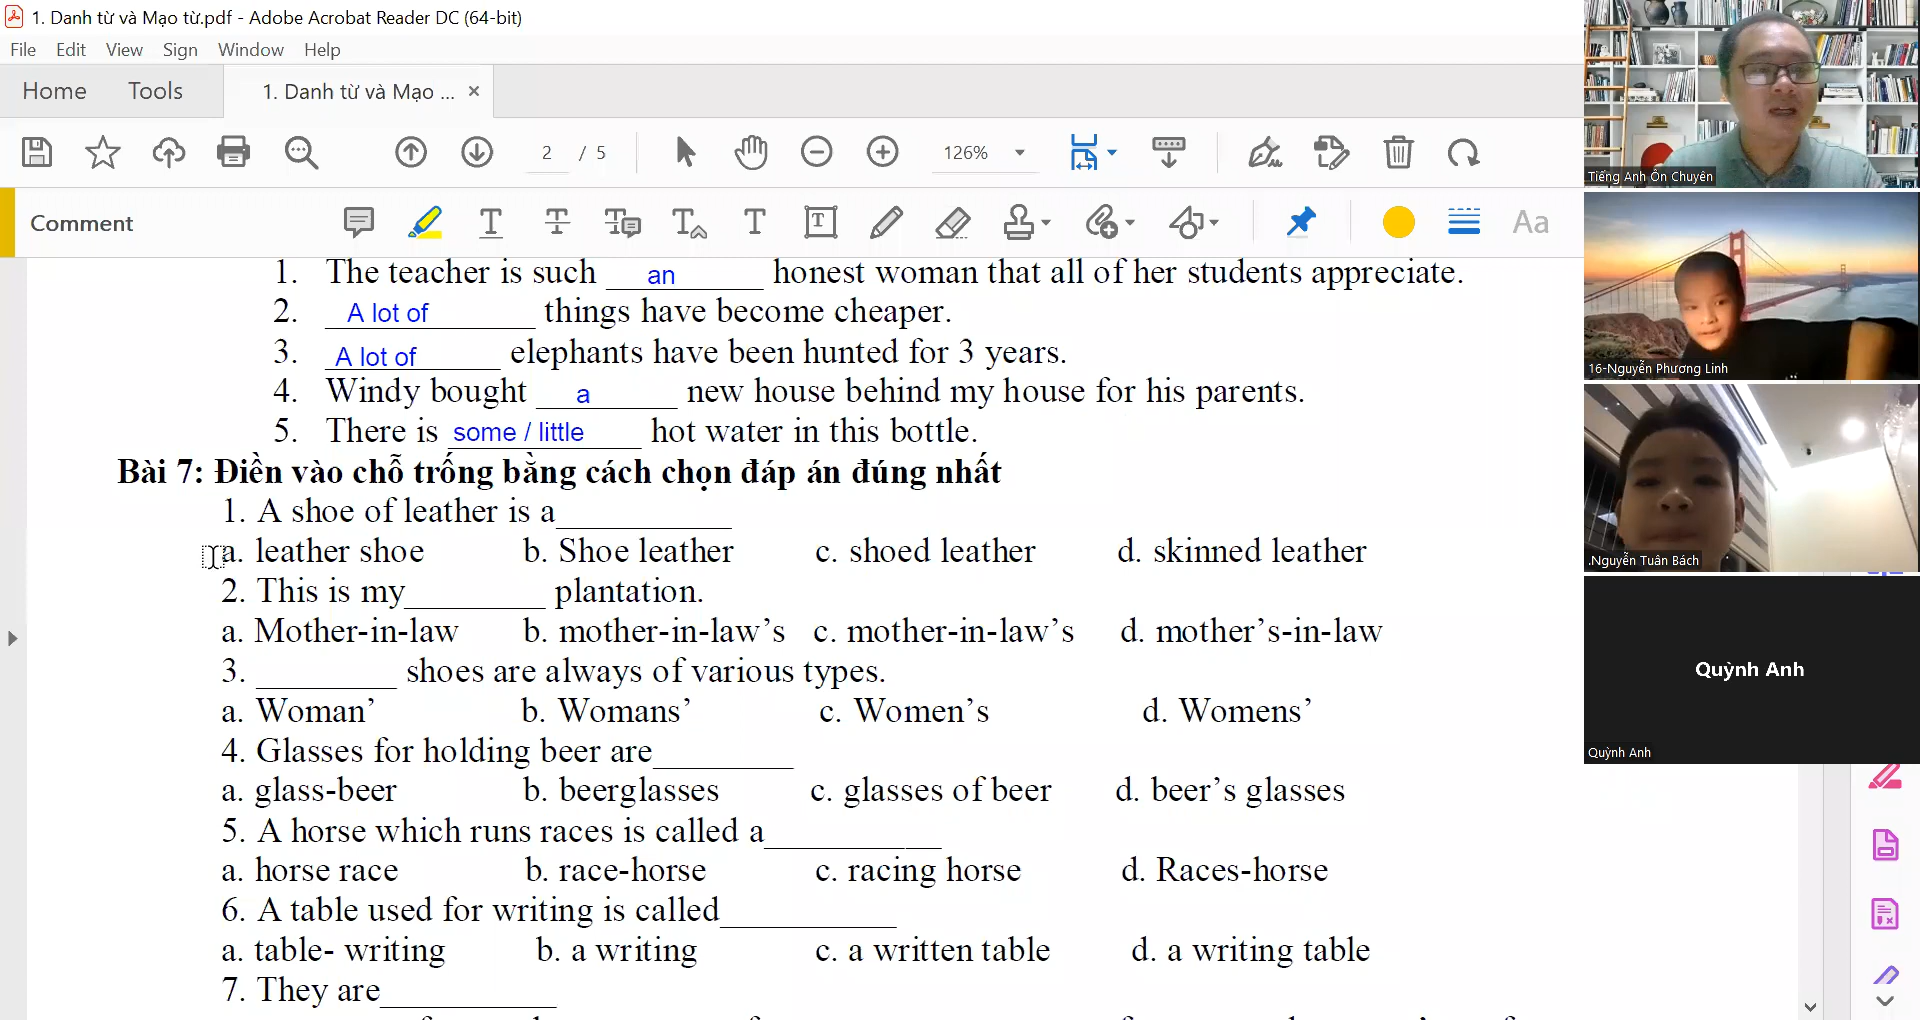 1. Danh từ và Mạo từ.pdf - Adobe Acrobat Reader DC (64-bit)
File Edit View Sign Window Help
Home Tools 1. Danh từ và Mạo ... ×
2 / 5 126%
Comment Aa
1. The teacher is such an honest woman that all of her students appreciate.
2. A lot of things have become cheaper.
3. A lot of elephants have been hunted for 3 years.
4. Windy bought a new house behind my house for his parents.
5. There is some / little hot water in this bottle.
Bài 7: Điền vào chỗ trống bằng cách chọn đáp án đúng nhất
1. A shoe of leather is a__________
a. leather shoe b. Shoe leather c. shoed leather d. skinned leather
2. This is my________ plantation.
a. Mother-in-law b. mother-in-law’s c. mother-in-law’s d. mother’s-in-law
3. ________ shoes are always of various types.
a. Woman’ b. Womans’ c. Women’s d. Womens’
4. Glasses for holding beer are________
a. glass-beer b. beerglasses c. glasses of beer d. beer’s glasses
5. A horse which runs races is called a__________
a. horse race b. race-horse c. racing horse d. Races-horse
6. A table used for writing is called__________
a. table- writing b. a writing c. a written table d. a writing table
7. They are__________
Tiếng Anh Ôn Chuyên
16-Nguyễn Phương Linh
.Nguyễn Tuân Bách
Quỳnh Anh
Quỳnh Anh